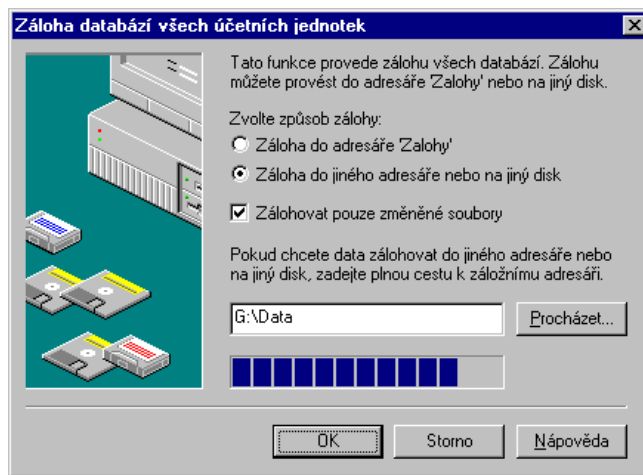 Záloha databází všech účetních jednotek
Tato funkce provede zálohu všech databází. Zálohu
můžete provést do adresáře 'Zalohy' nebo na jiný disk.
Zvolte způsob zálohy:
Záloha do adresáře 'Zalohy'
Záloha do jiného adresáře nebo na jiný disk
Zálohovat pouze změněné soubory
Pokud chcete data zálohovat do jiného adresáře nebo
na jiný disk, zadejte plnou cestu k záložnímu adresáři.
G:\Data
Procházet...
OK
Storno
Nápověda